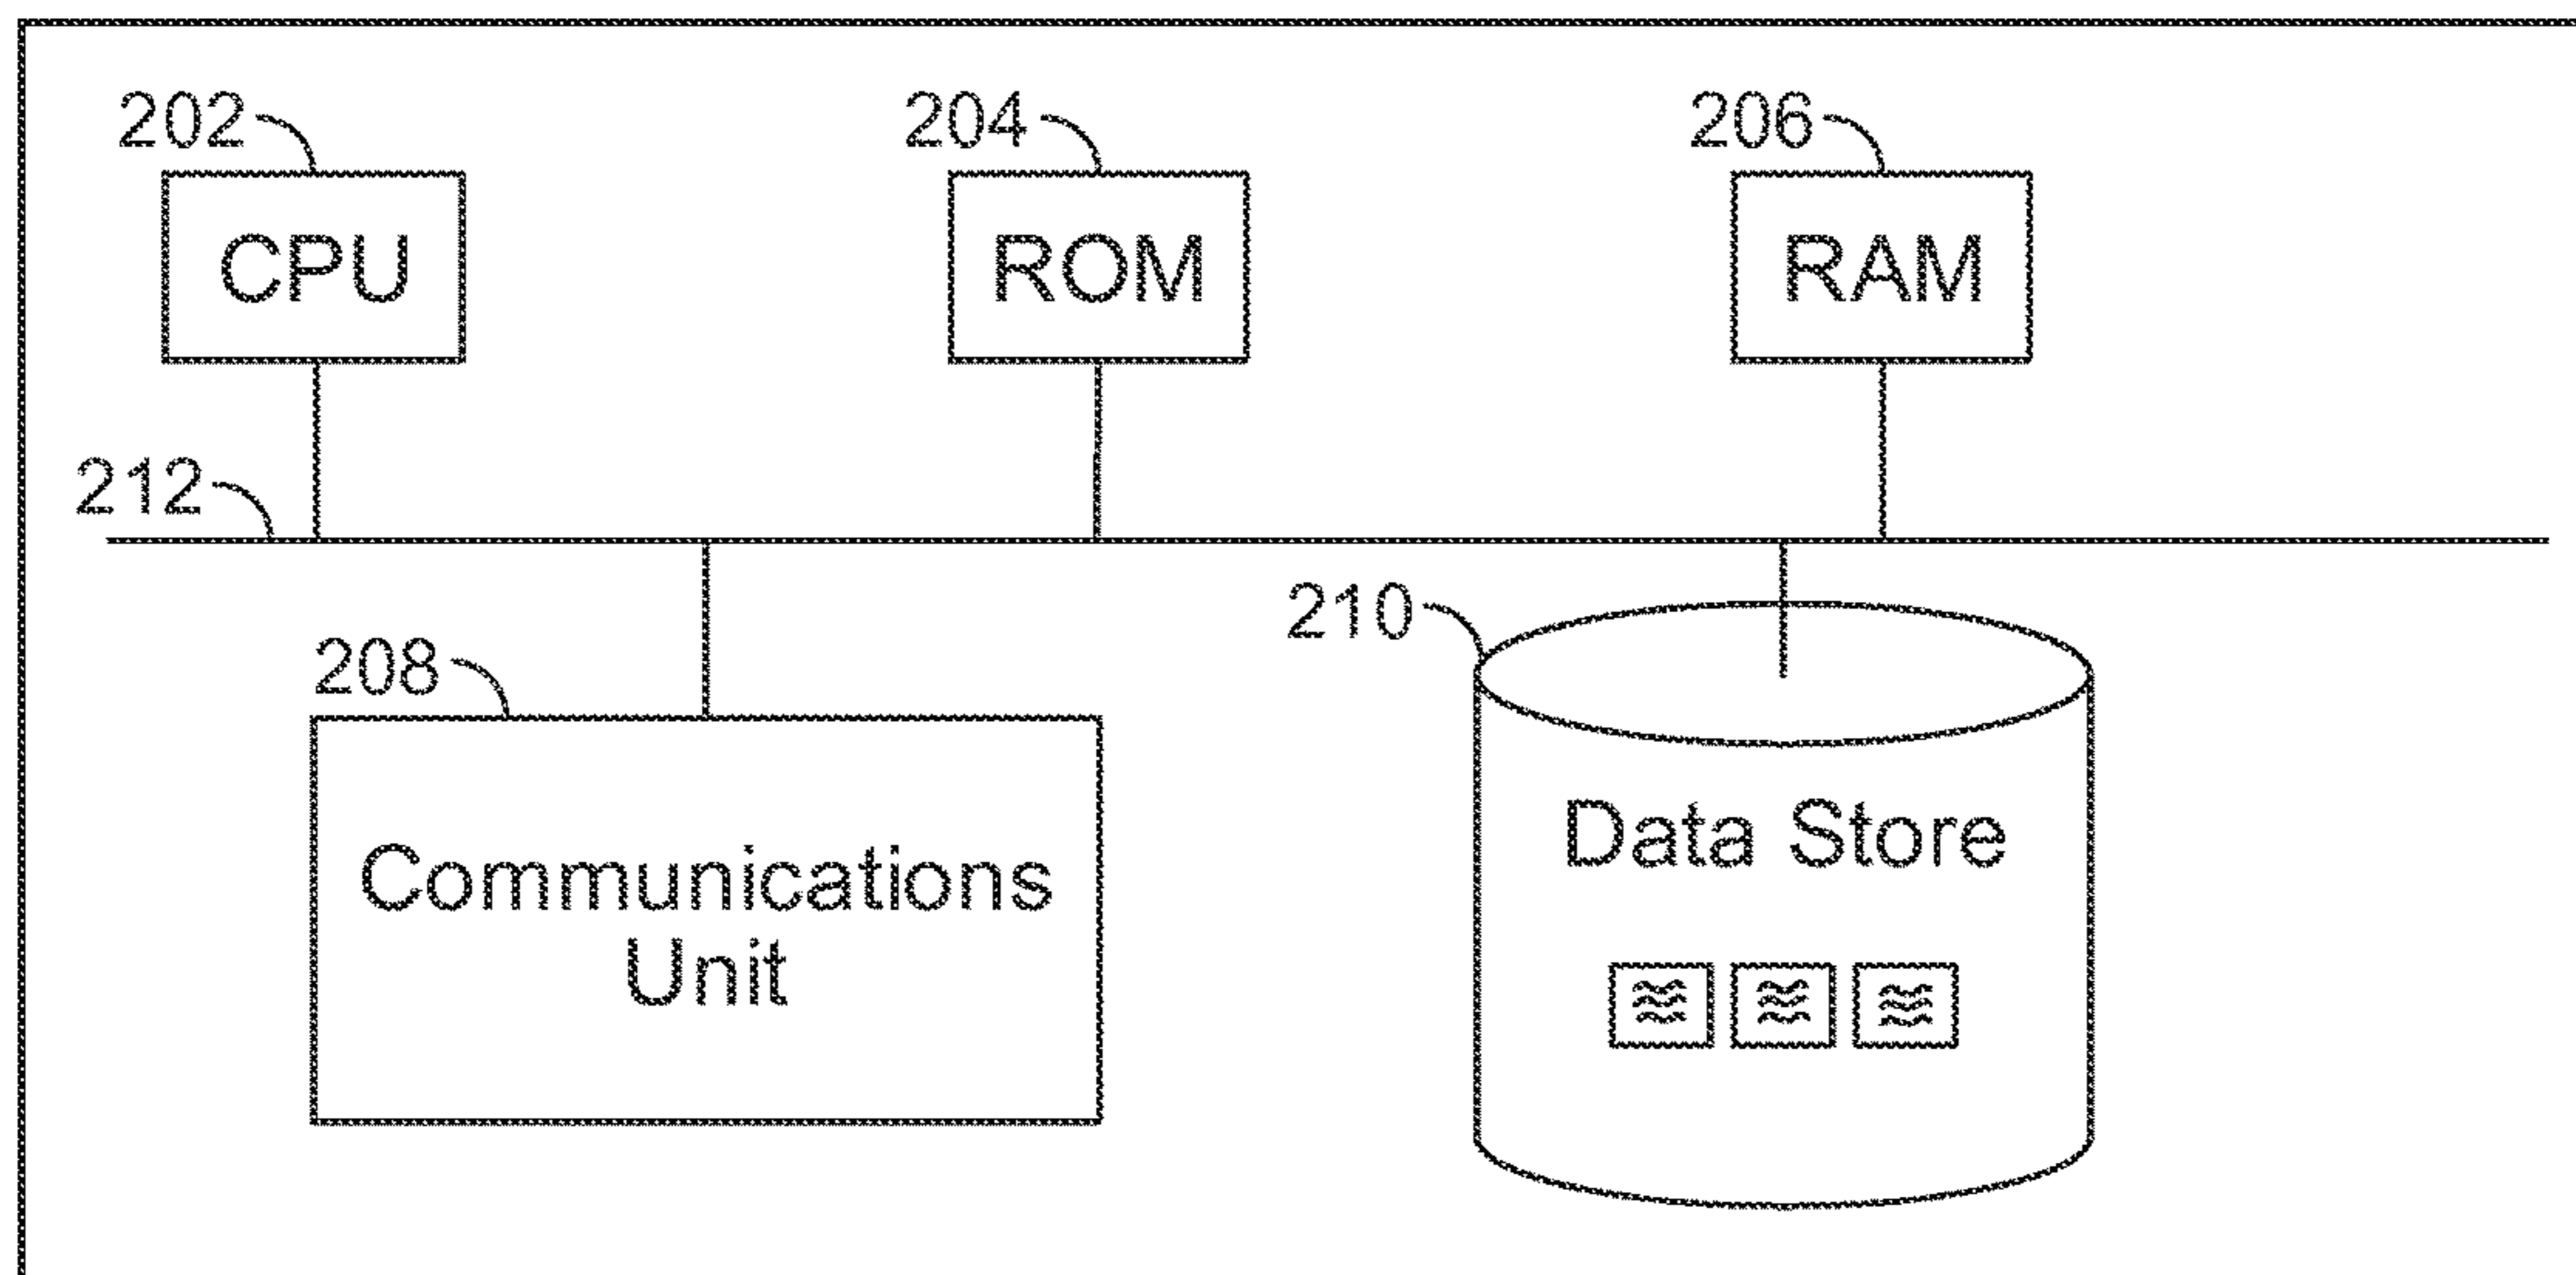 202
204
206
CPU
ROM
RAM
212
210
208
Data Store
Communications
Unit